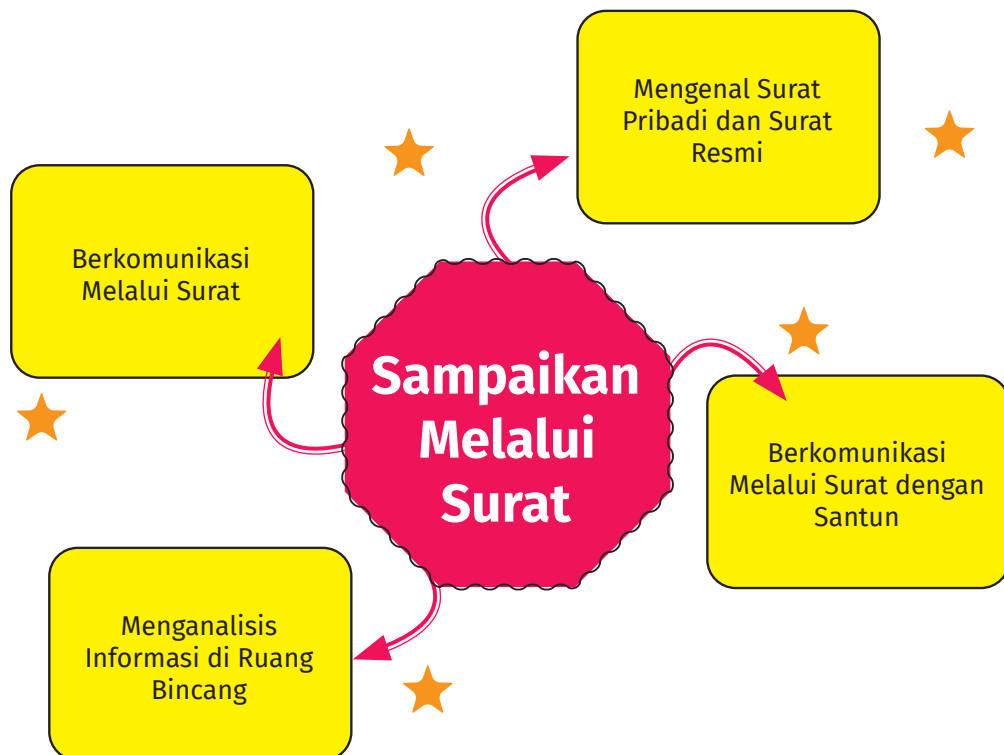 Mengenal Surat
Pribadi dan Surat
Resmi
Berkomunikasi
Melalui Surat
Sampaikan
Melalui
Surat
Berkomunikasi
Melalui Surat dengan
Santun
Menganalisis
Informasi di Ruang
Bincang